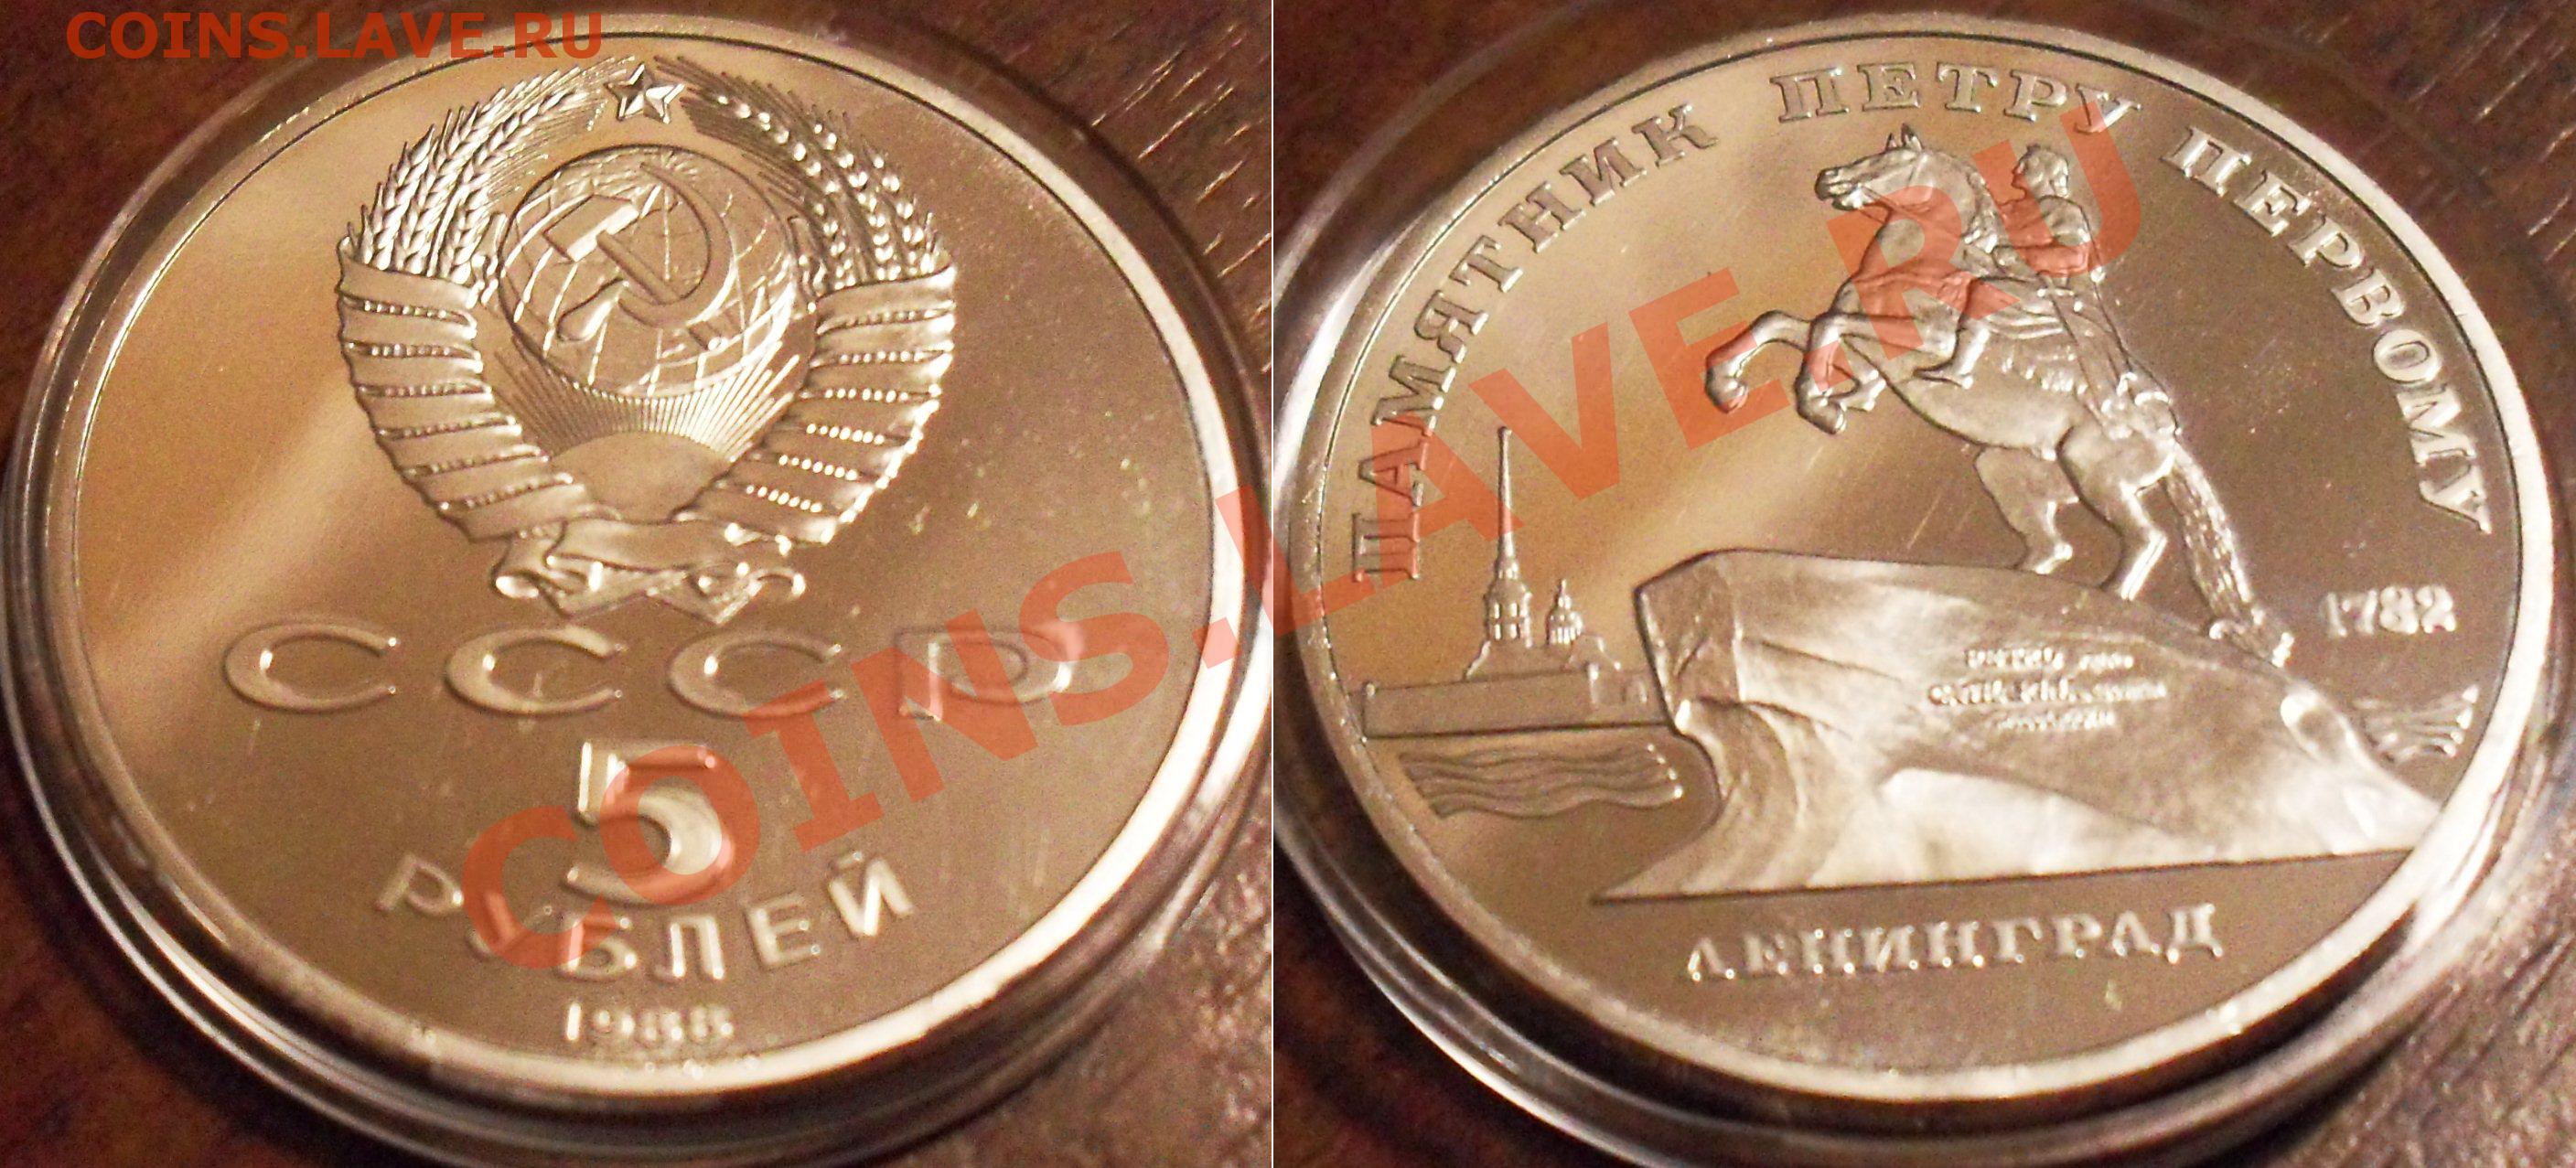 COINS.LAVE.RU
СССР
5
РУБЛЕЙ
1988
ПАМЯТНИК ПЕТРУ ПЕРВОМУ
1782
ЛЕНИНГРАД
COINS.LAVE.RU